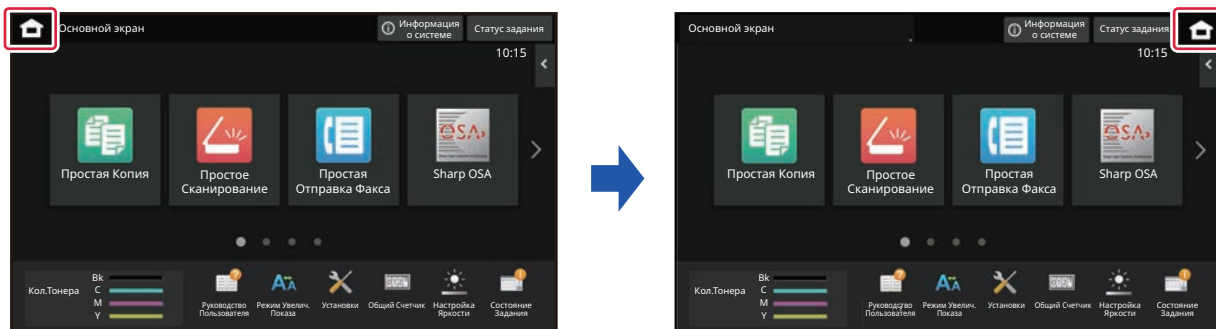 Основной экран
Информация
о системе
Статус задания
10:15
Простая Копия
Простое
Сканирование
Простая
Отправка Факса
OSA
Sharp OSA
Кол.Тонера
Bk
C
M
Y
Руководство
Пользователя
Режим Увелич.
Показа
Установки
Общий Счетчик
Настройка
Яркости
Состояние
Задания
Основной экран
Информация
о системе
Статус задания
10:15
Простая Копия
Простое
Сканирование
Простая
Отправка Факса
OSA
Sharp OSA
Кол.Тонера
Bk
C
M
Y
Руководство
Пользователя
Режим Увелич.
Показа
Установки
Общий Счетчик
Настройка
Яркости
Состояние
Задания